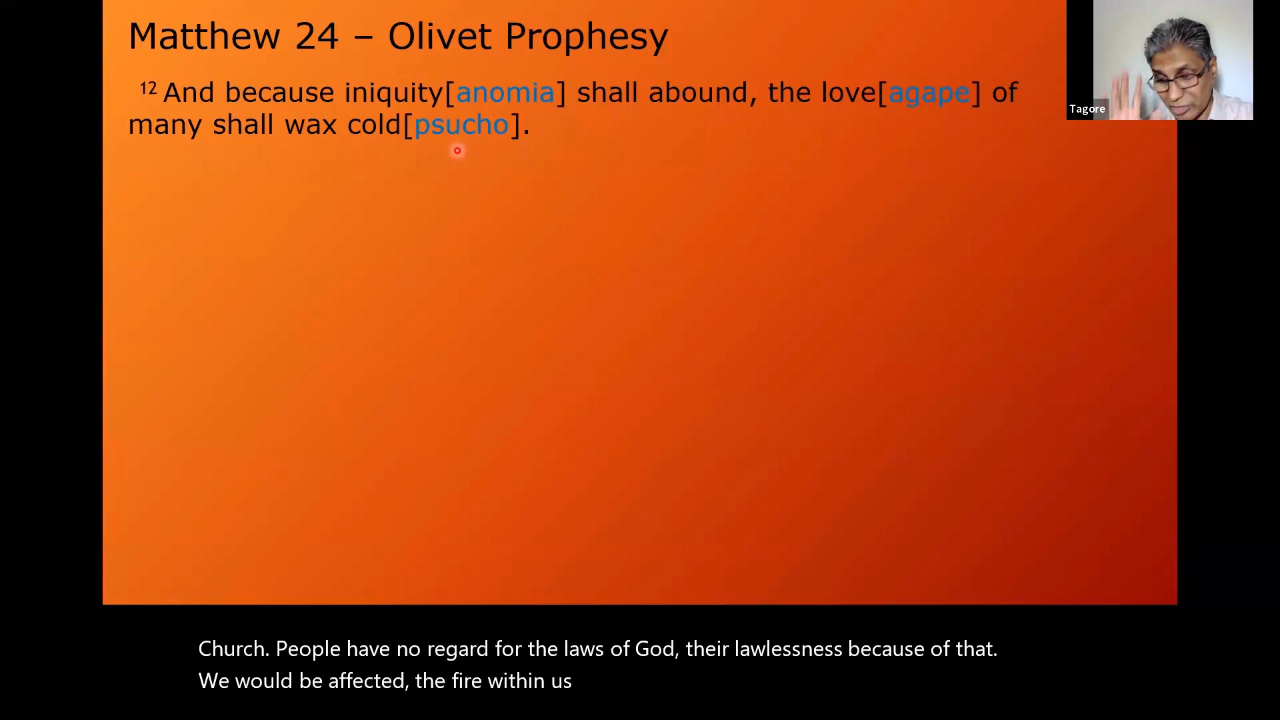 Matthew 24 – Olivet Prophesy
12 And because iniquity[anomia] shall abound, the love[agape] of
many shall wax cold[psucho].
Tagore
Church. People have no regard for the laws of God, their lawlessness because of that.
We would be affected, the fire within us